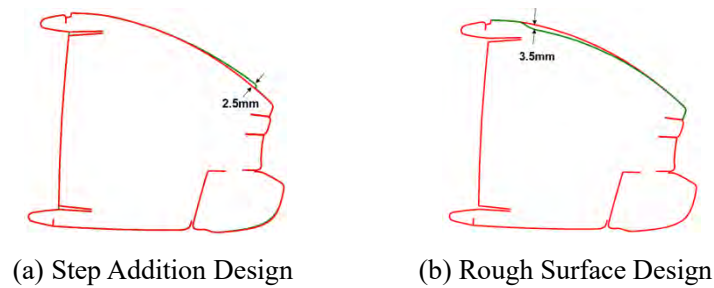 2.5mm
3.5mm
(a) Step Addition Design
(b) Rough Surface Design